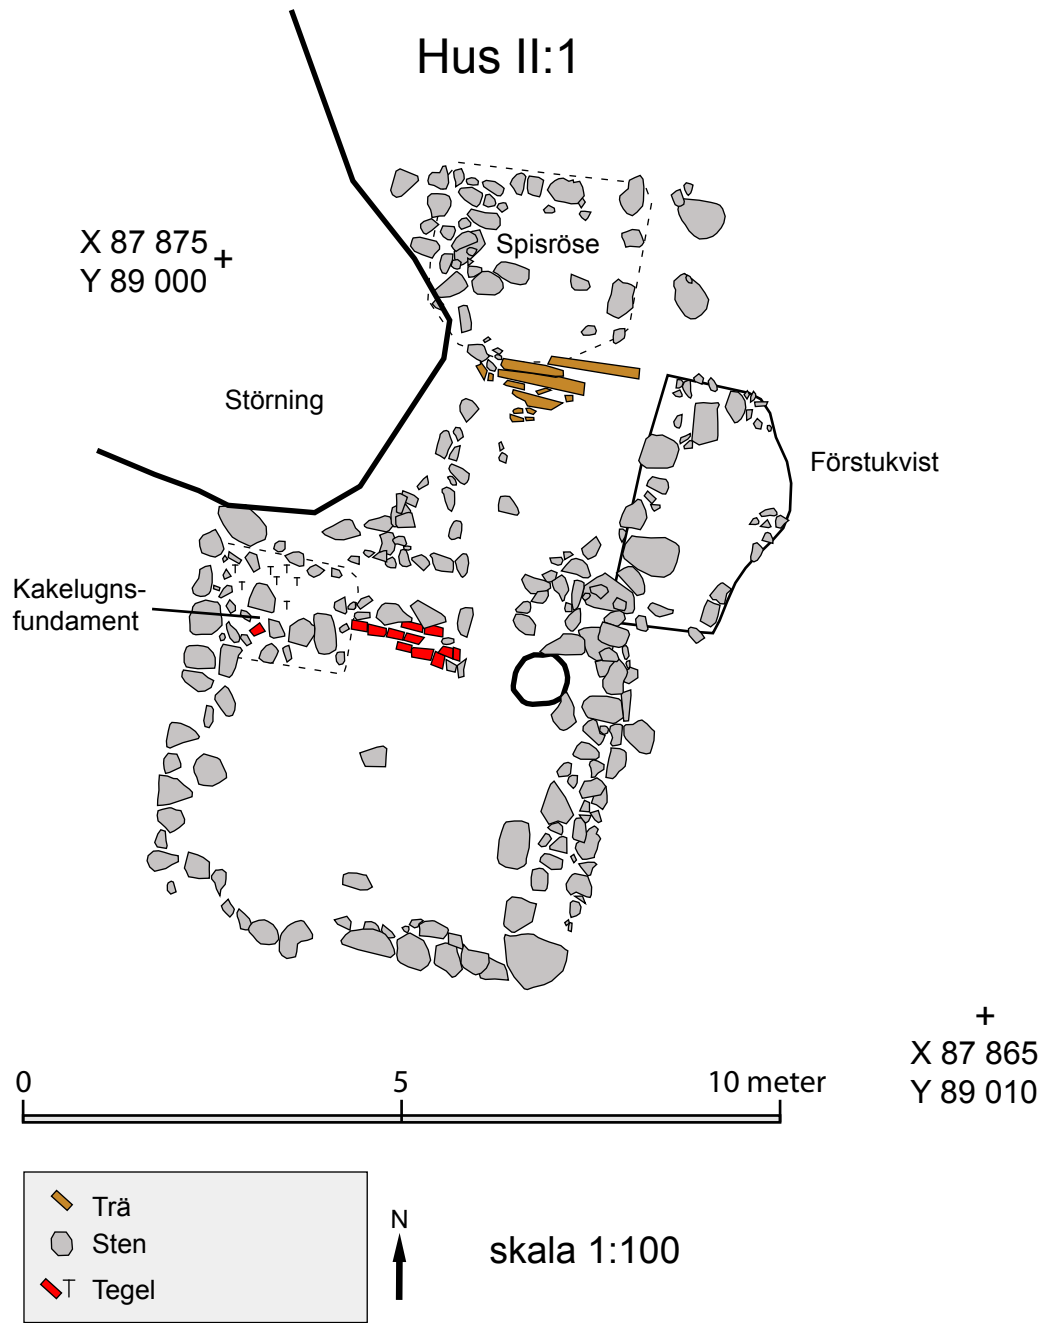 Hus II:1
X 87 875
Y 89 000
Spisröse
Störning
Förstukvist
T T T
T T T
T
Kakelugns-
fundament
X 87 865
Y 89 010
0 5 10 meter
Trä
Sten
T Tegel
N
skala 1:100